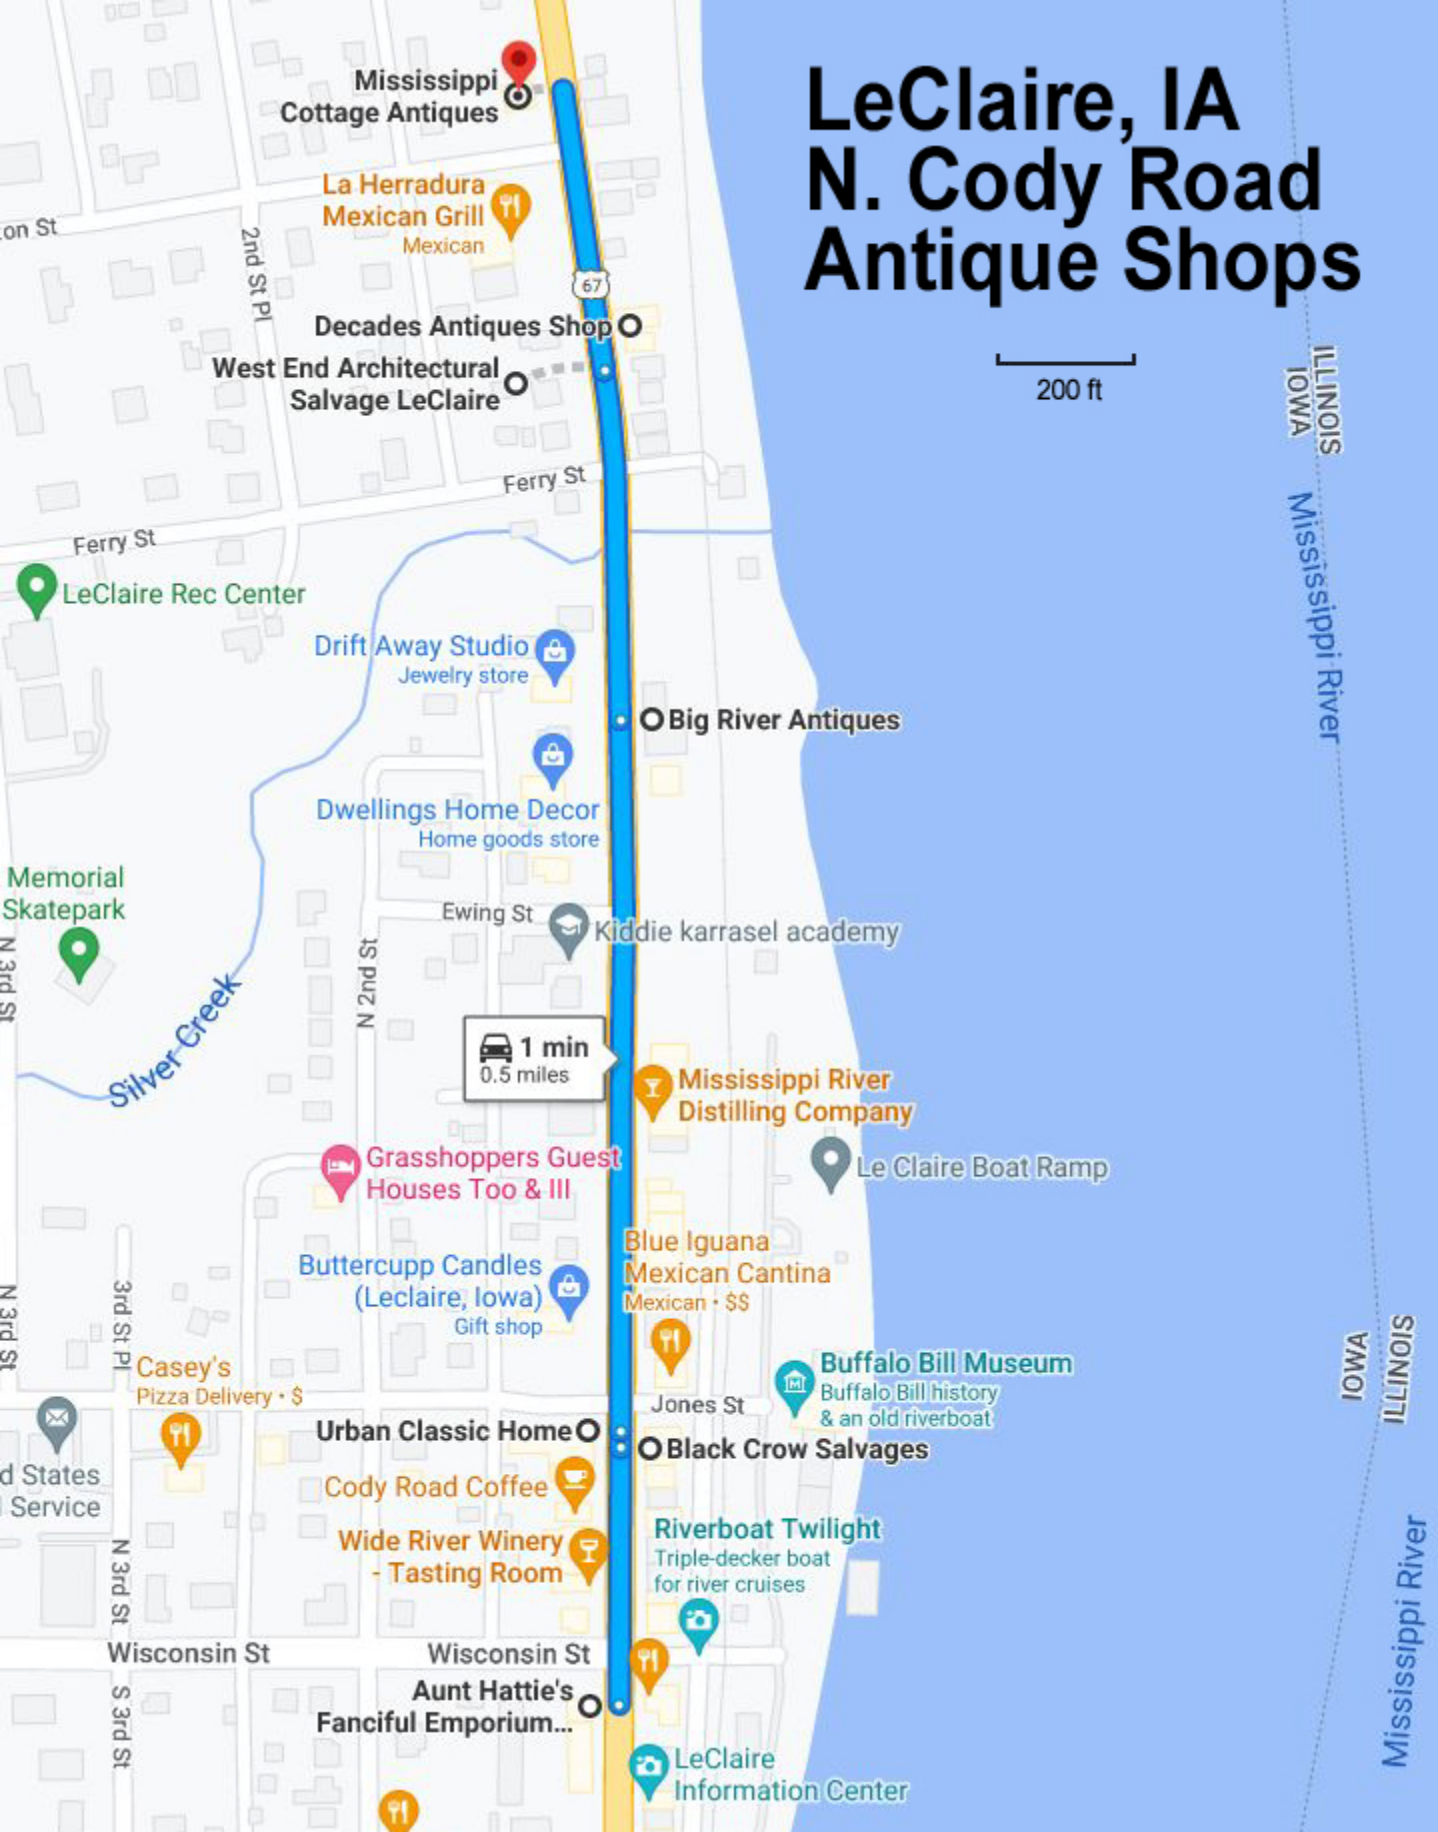 LeClaire, IA
N. Cody Road
Antique Shops
200 ft
Mississippi
Cottage Antiques
La Herradura
Mexican Grill
Mexican
on St
2nd St Pl
67
Decades Antiques Shop
West End Architectural
Salvage LeClaire
ILLINOIS
IOWA
Ferry St
Ferry St
Mississippi River
LeClaire Rec Center
Drift Away Studio
Jewelry store
Big River Antiques
Dwellings Home Decor
Home goods store
Memorial
Skatepark
Ewing St
Kiddie karrasel academy
N 3rd St
N 2nd St
Silver Creek
1 min
0.5 miles
Mississippi River
Distilling Company
Grasshoppers Guest
Houses Too & III
Le Claire Boat Ramp
Blue Iguana
Mexican Cantina
Mexican • $$
Buttercupp Candles
(Leclaire, Iowa)
Gift shop
N 3rd St
3rd St Pl
IOWA
ILLINOIS
Casey's
Pizza Delivery • $
Buffalo Bill Museum
Buffalo Bill history
& an old riverboat
Jones St
Urban Classic Home
Black Crow Salvages
d States
Service
Cody Road Coffee
Wide River Winery
- Tasting Room
Riverboat Twilight
Triple-decker boat
for river cruises
N 3rd St
Mississippi River
Wisconsin St
Wisconsin St
Aunt Hattie's
Fanciful Emporium...
S 3rd St
LeClaire
Information Center